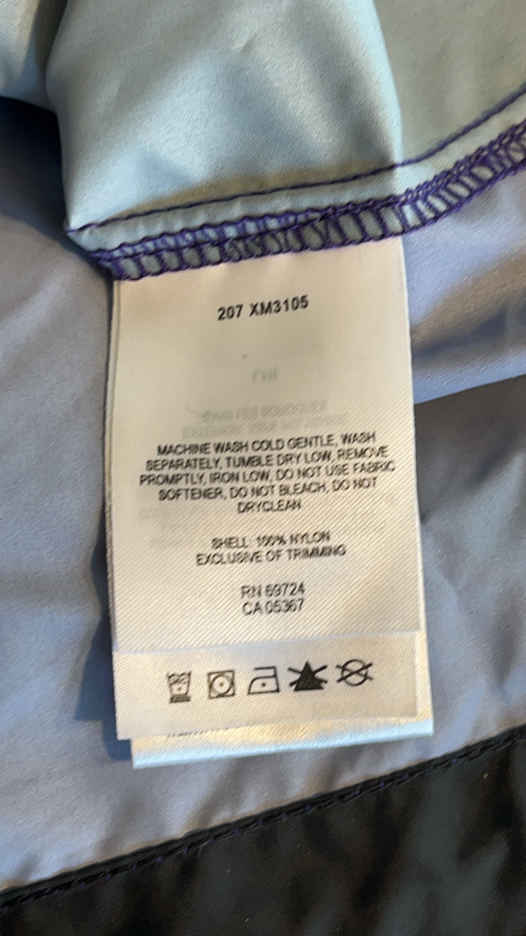 207 XM3105
MACHINE WASH COLD GENTLE, WASH
SEPARATELY, TUMBLE DRY LOW, REMOVE
PROMPTLY, IRON LOW, DO NOT USE FABRIC
SOFTENER, DO NOT BLEACH, DO NOT
DRYCLEAN
SHELL: 100% NYLON
EXCLUSIVE OF TRIMMING
RN 69724
CA 05367